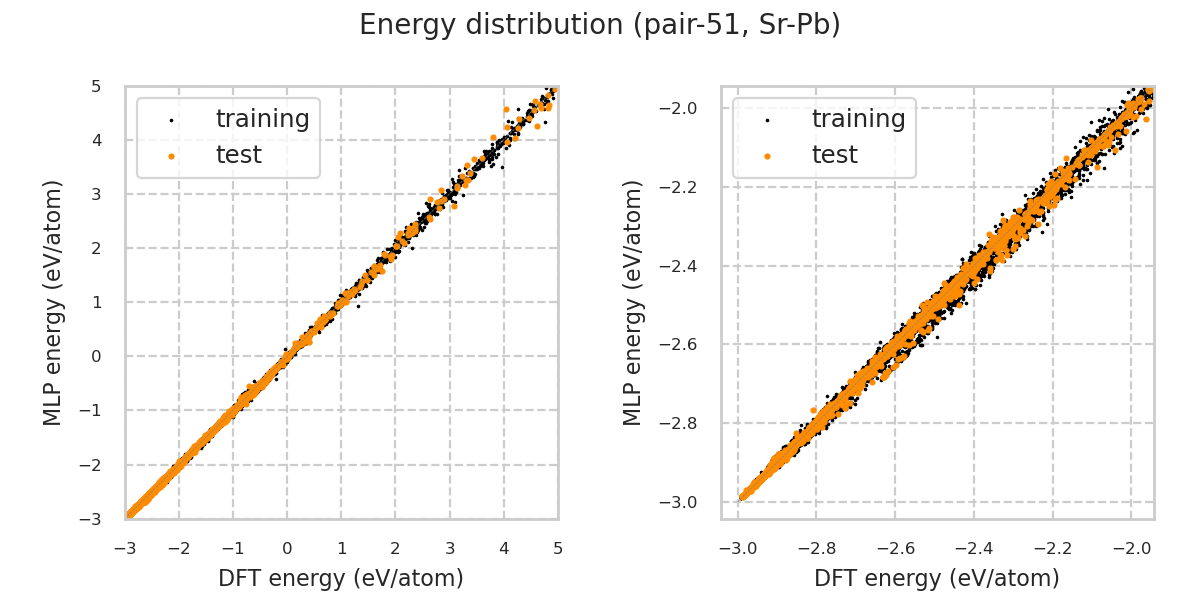 Energy distribution (pair-51, Sr-Pb)
training
test
MLP energy (eV/atom)
5
4
3
2
1
0
−1
−2
−3
−3 −2 −1 0 1 2 3 4 5
DFT energy (eV/atom)
training
test
MLP energy (eV/atom)
−2.0
−2.2
−2.4
−2.6
−2.8
−3.0
−3.0 −2.8 −2.6 −2.4 −2.2 −2.0
DFT energy (eV/atom)